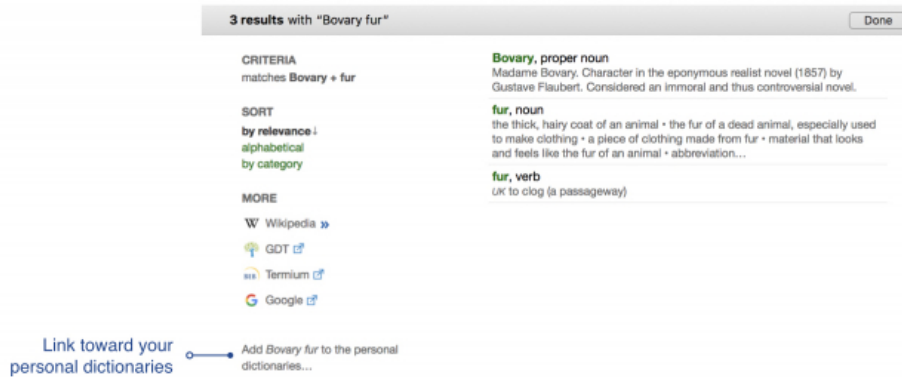 3 results with “Bovary fur”
Done
CRITERIA
matches Bovary + fur
SORT
by relevance↓
alphabetical
by category
MORE
W Wikipedia »
GDT
Termium
G Google
Add Bovary fur to the personal
dictionaries...
Bovary, proper noun
Madame Bovary. Character in the eponymous realist novel (1857) by
Gustave Flaubert. Considered an immoral and thus controversial novel.
fur, noun
the thick, hairy coat of an animal • the fur of a dead animal, especially used
to make clothing • a piece of clothing made from fur • material that looks
and feels like the fur of an animal • abbreviation...
fur, verb
UK to clog (a passageway)
Link toward your
personal dictionaries